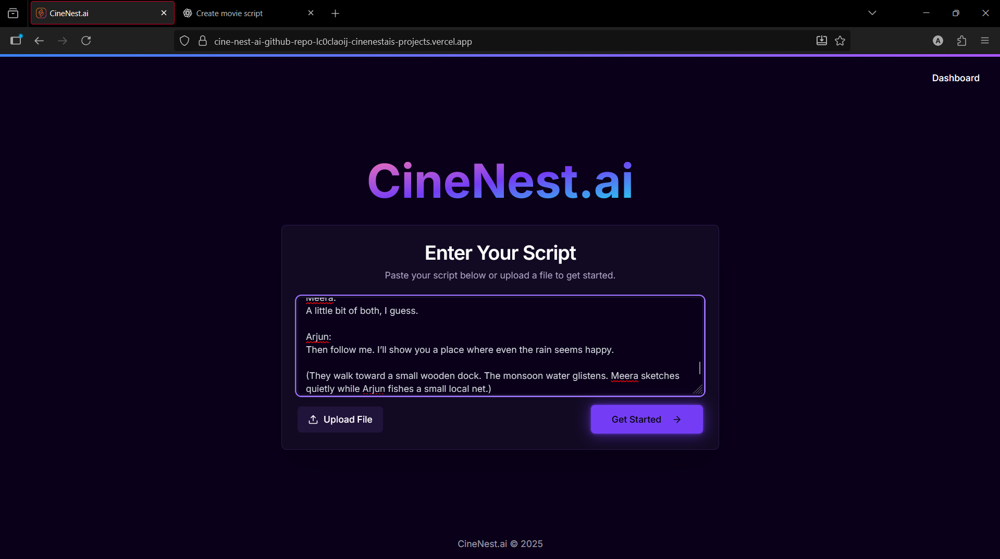 CineNest.ai
Create movie script
cine-nest-ai-github-repo-lc0claoij-cinenestais-projects.vercel.app
A
Dashboard
CineNest.ai
Enter Your Script
Paste your script below or upload a file to get started.
Meera:
A little bit of both, I guess.
Arjun:
Then follow me. I’ll show you a place where even the rain seems happy.
(They walk toward a small wooden dock. The monsoon water glistens. Meera sketches
quietly while Arjun fishes a small local net.)
Upload File
Get Started
CineNest.ai © 2025